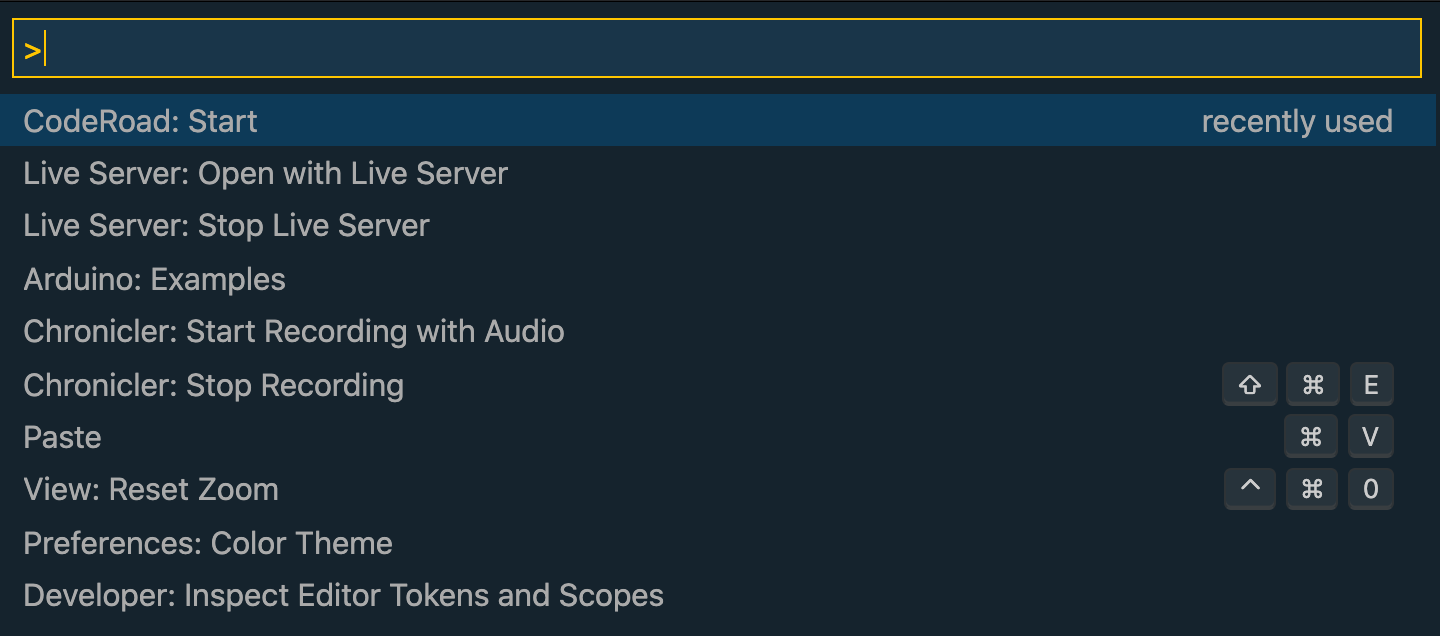 >
CodeRoad: Start recently used
Live Server: Open with Live Server
Live Server: Stop Live Server
Arduino: Examples
Chronicler: Start Recording with Audio
Chronicler: Stop Recording ⇧ ⌘ E
Paste ⌘ V
View: Reset Zoom ^ ⌘ 0
Preferences: Color Theme
Developer: Inspect Editor Tokens and Scopes